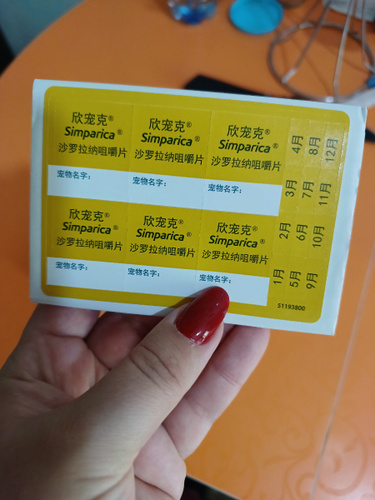 欣宠克® 欣宠克® 欣宠克®
Simparica® Simparica® Simparica®
沙罗拉纳咀嚼片 沙罗拉纳咀嚼片 沙罗拉纳咀嚼片
宠物名字： 宠物名字： 宠物名字：
欣宠克® 欣宠克® 欣宠克®
Simparica® Simparica® Simparica®
沙罗拉纳咀嚼片 沙罗拉纳咀嚼片 沙罗拉纳咀嚼片
宠物名字： 宠物名字： 宠物名字：
4月 8月 12月
3月 7月 11月
2月 6月 10月
1月 5月 9月
51193800